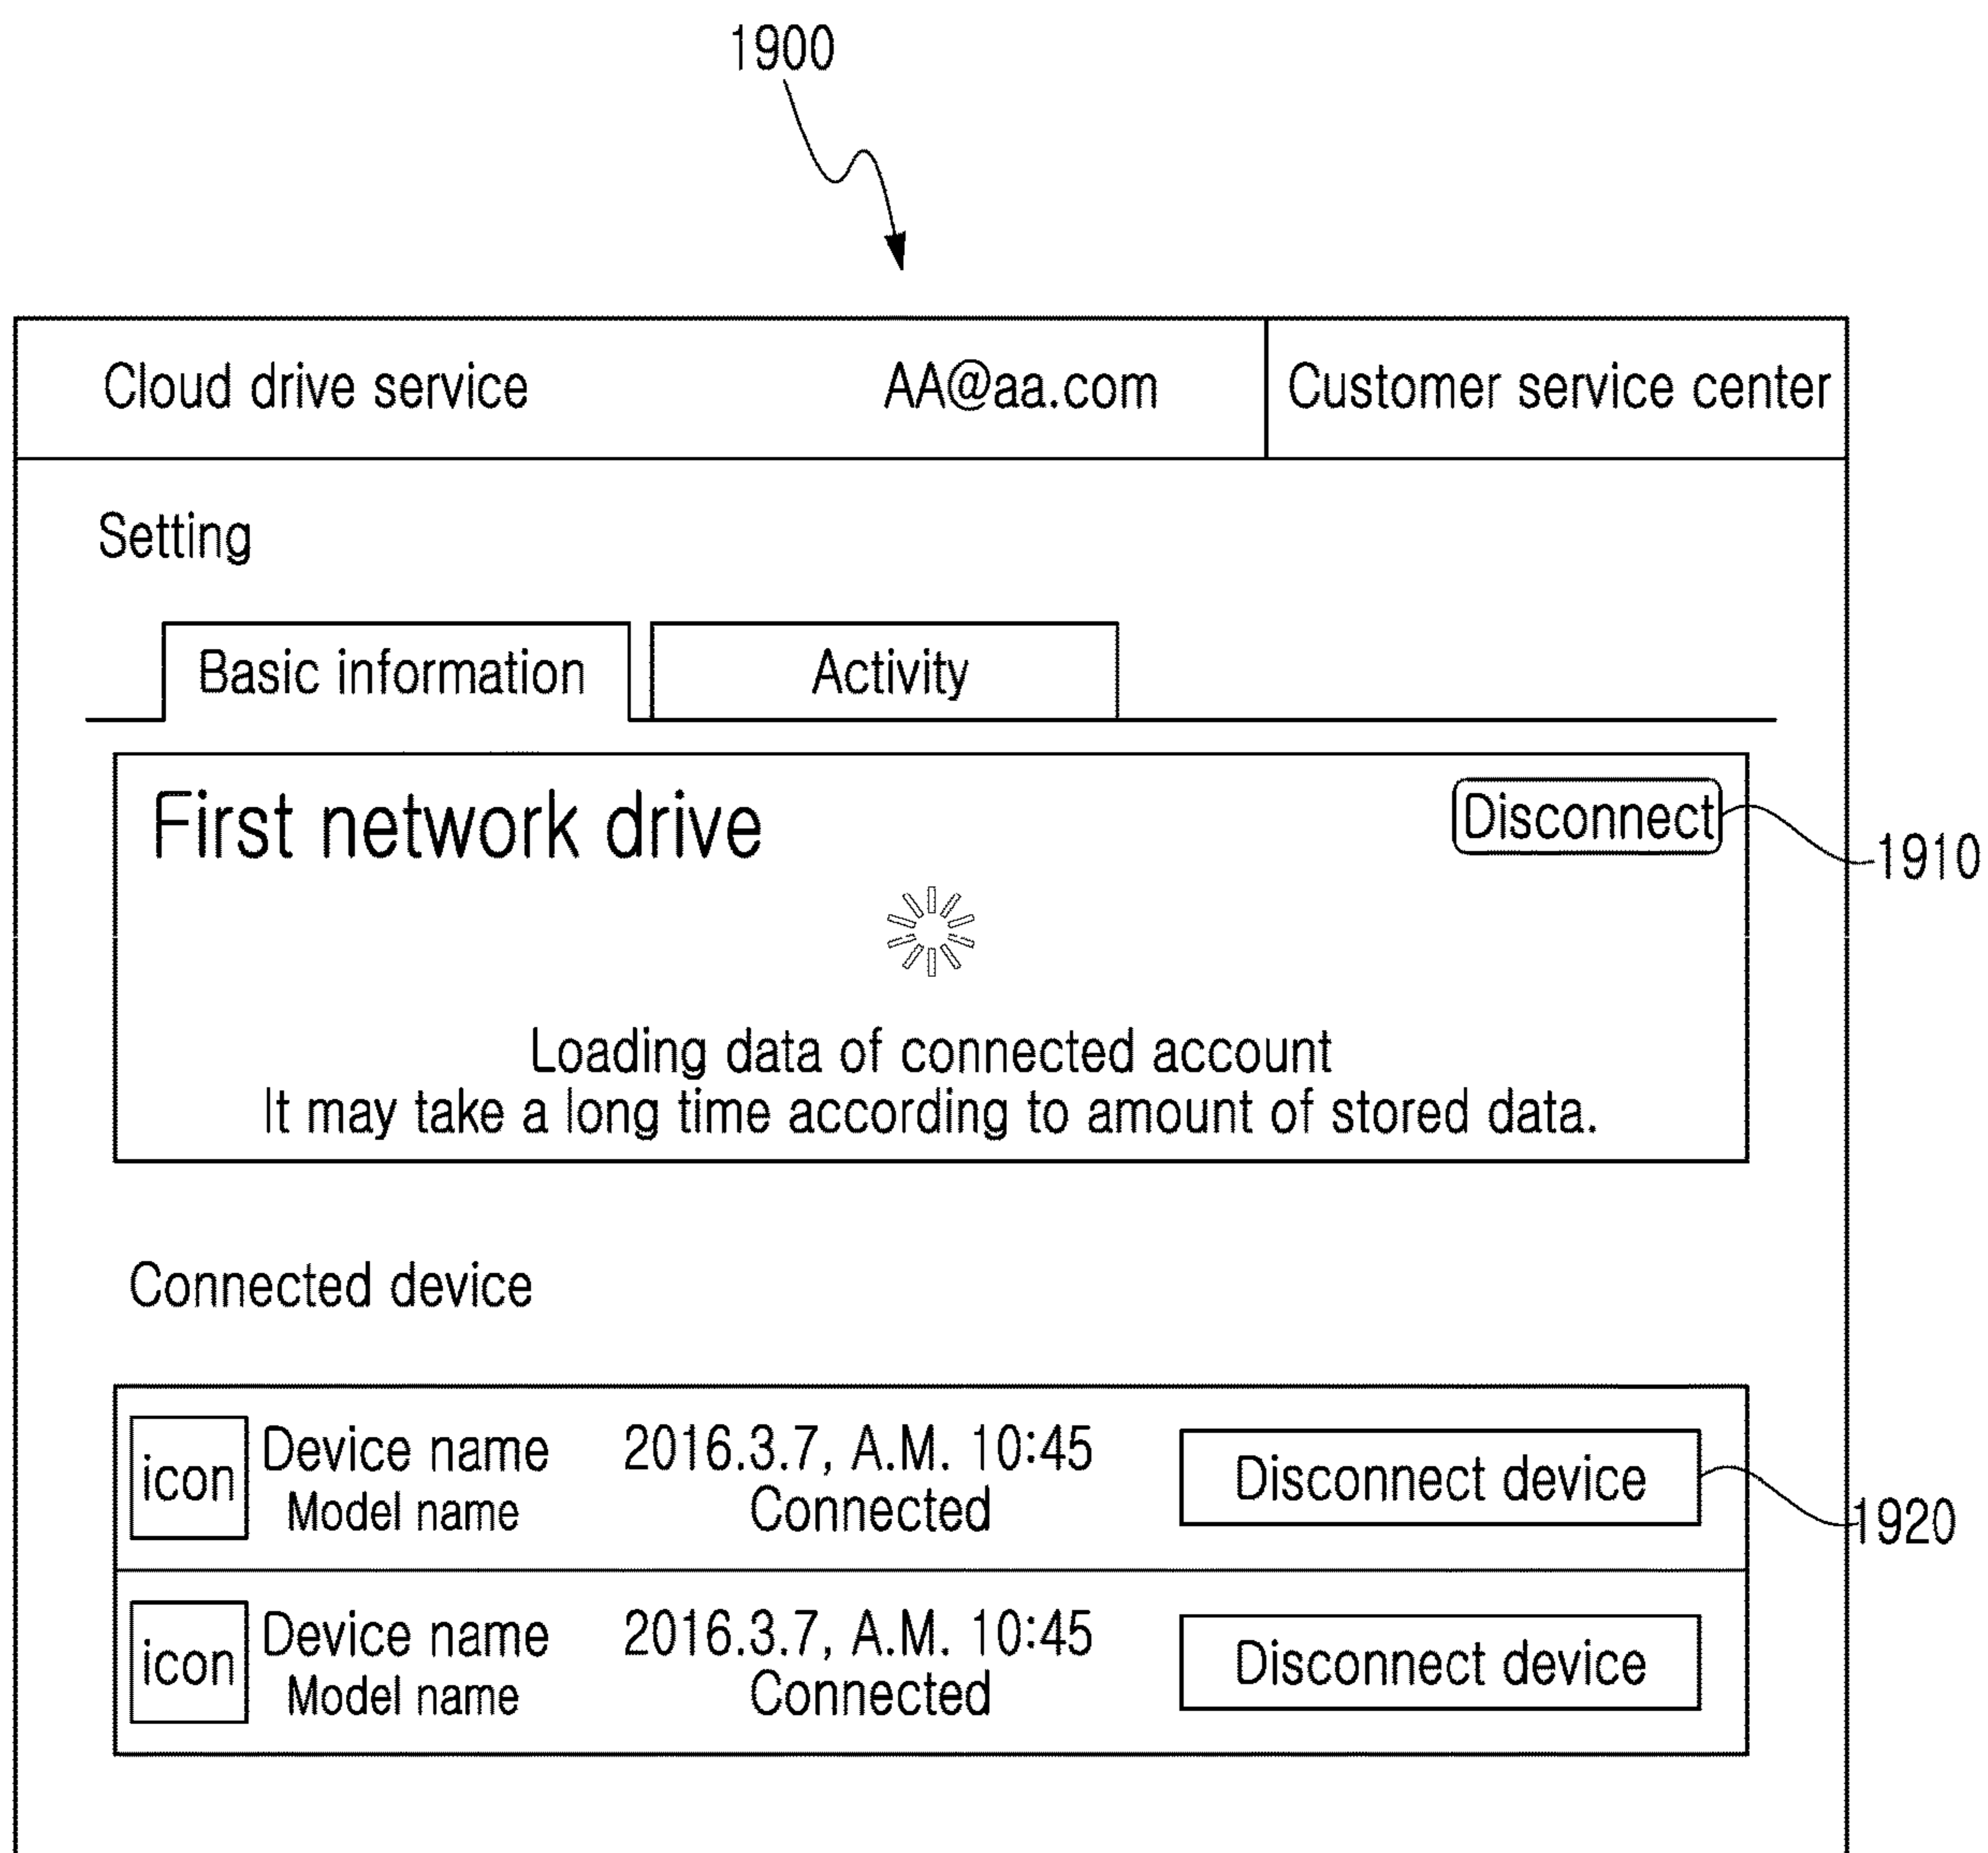 1900
Cloud drive service AA@aa.com Customer service center
Setting
Basic information Activity
First network drive Disconnect
1910
Loading data of connected account
It may take a long time according to amount of stored data.
Connected device
icon Device name 2016.3.7, A.M. 10:45 Disconnect device
Model name Connected
1920
icon Device name 2016.3.7, A.M. 10:45 Disconnect device
Model name Connected